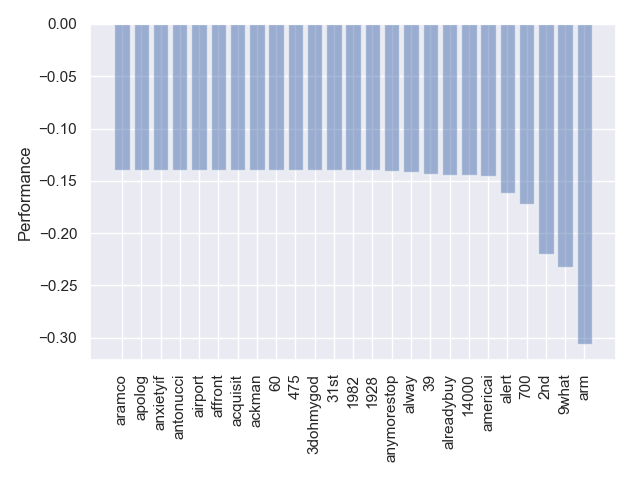 0.00
−0.05
−0.10
−0.15
−0.20
−0.25
−0.30
Performance
aramco
apolog
anxietyif
antonucci
airport
affront
acquisit
ackman
60
475
3dohmygod
31st
1982
1928
anymorestop
alway
39
alreadybuy
14000
americai
alert
700
2nd
9what
arm